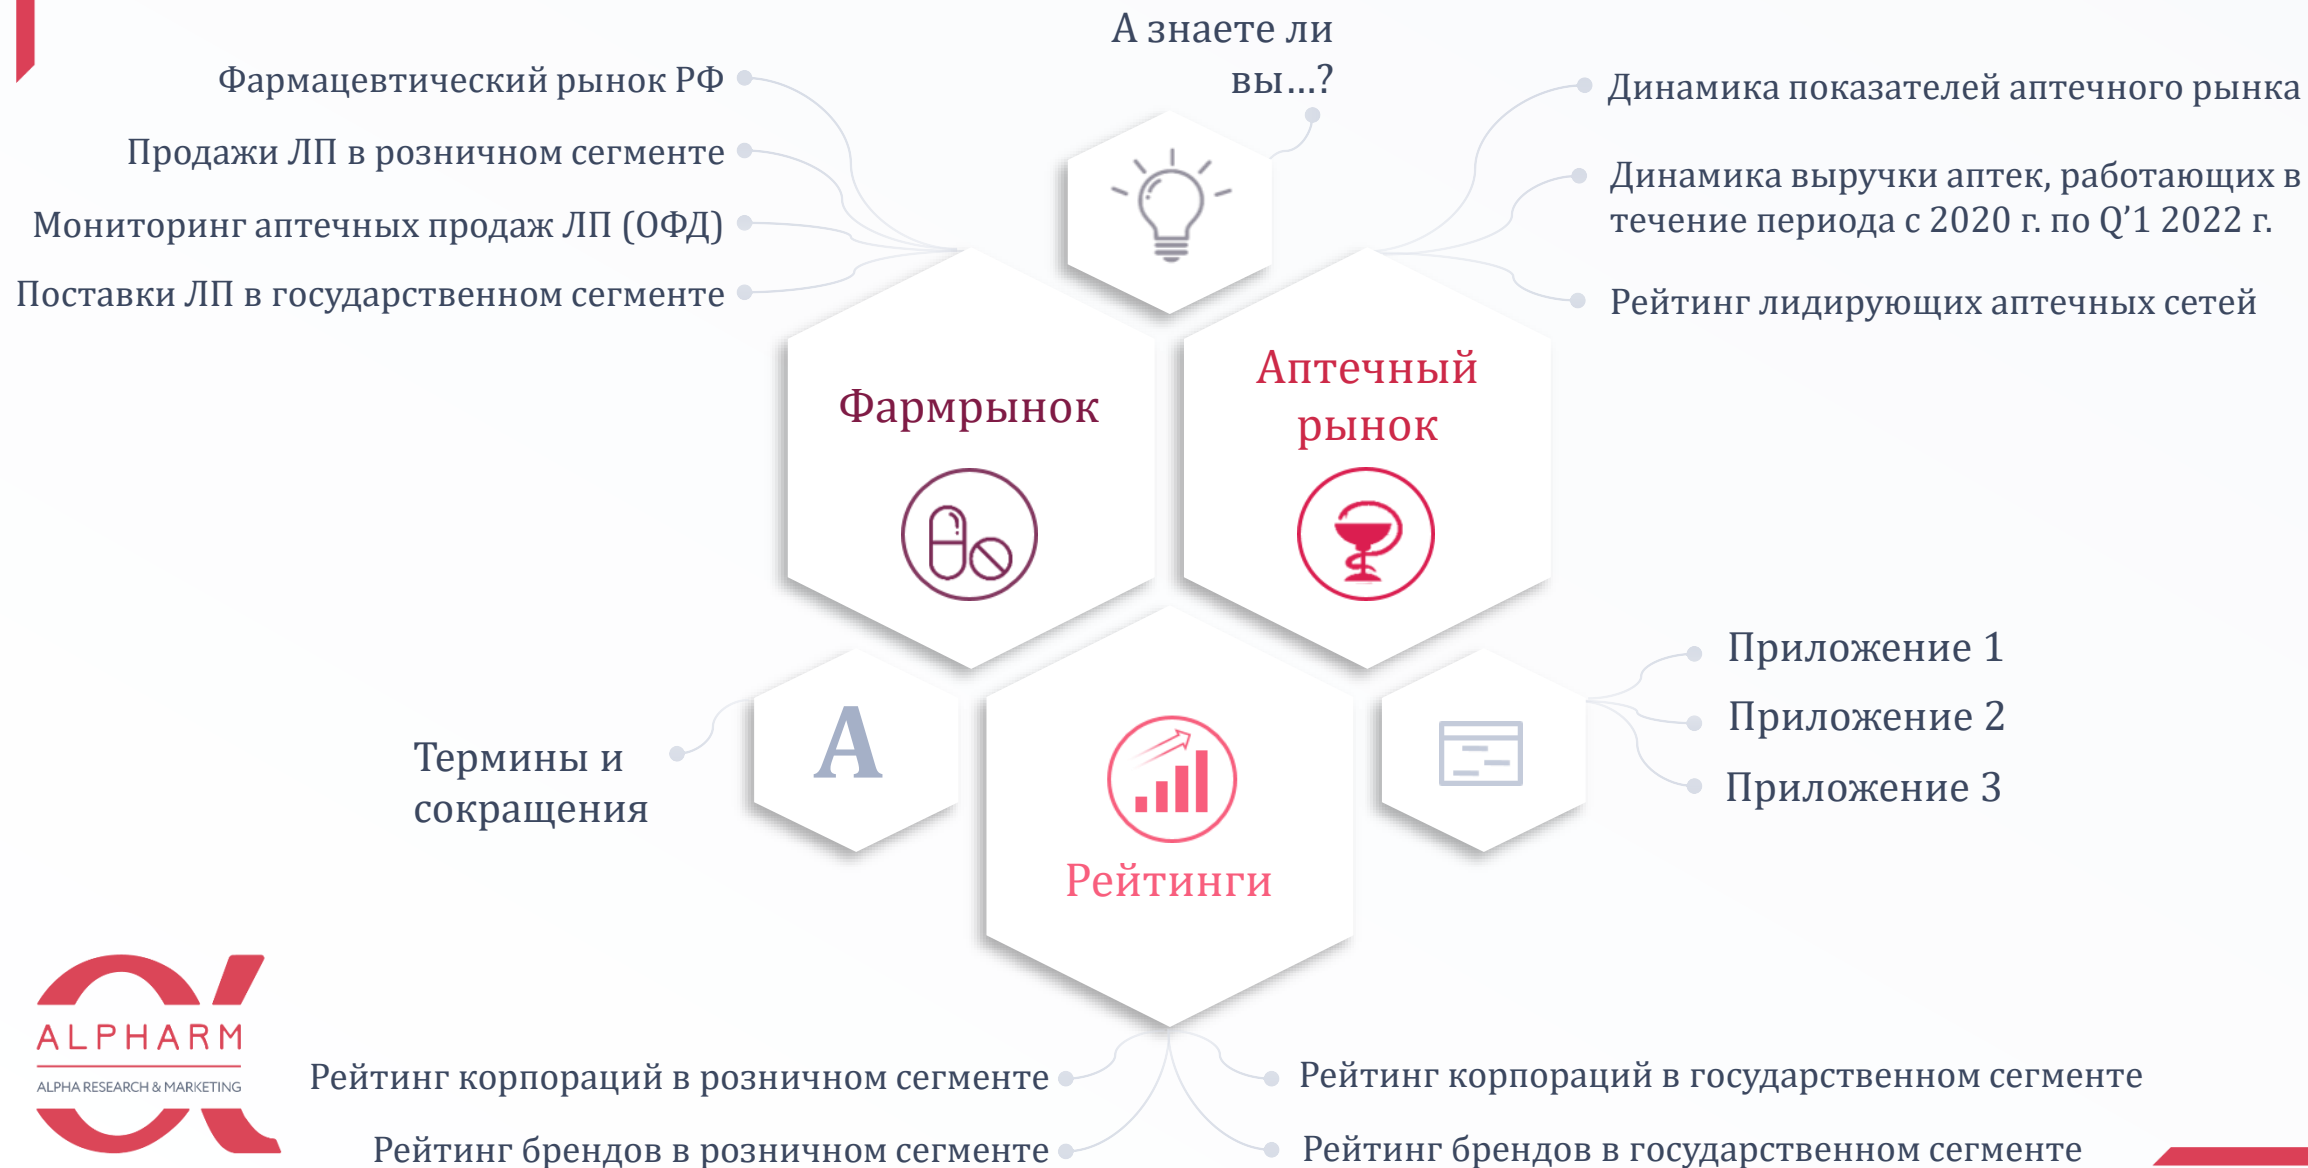 А знаете ли
вы...?
Фармацевтический рынок РФ
Продажи ЛП в розничном сегменте
Мониторинг аптечных продаж ЛП (ОФД)
Поставки ЛП в государственном сегменте
Динамика показателей аптечного рынка
Динамика выручки аптек, работающих в
течение периода с 2020 г. по Q’1 2022 г.
Рейтинг лидирующих аптечных сетей
Фармрынок
Аптечный
рынок
Термины и
сокращения
A
Рейтинги
Приложение 1
Приложение 2
Приложение 3
ALPHARM
ALPHA RESEARCH & MARKETING
Рейтинг корпораций в розничном сегменте
Рейтинг брендов в розничном сегменте
Рейтинг корпораций в государственном сегменте
Рейтинг брендов в государственном сегменте